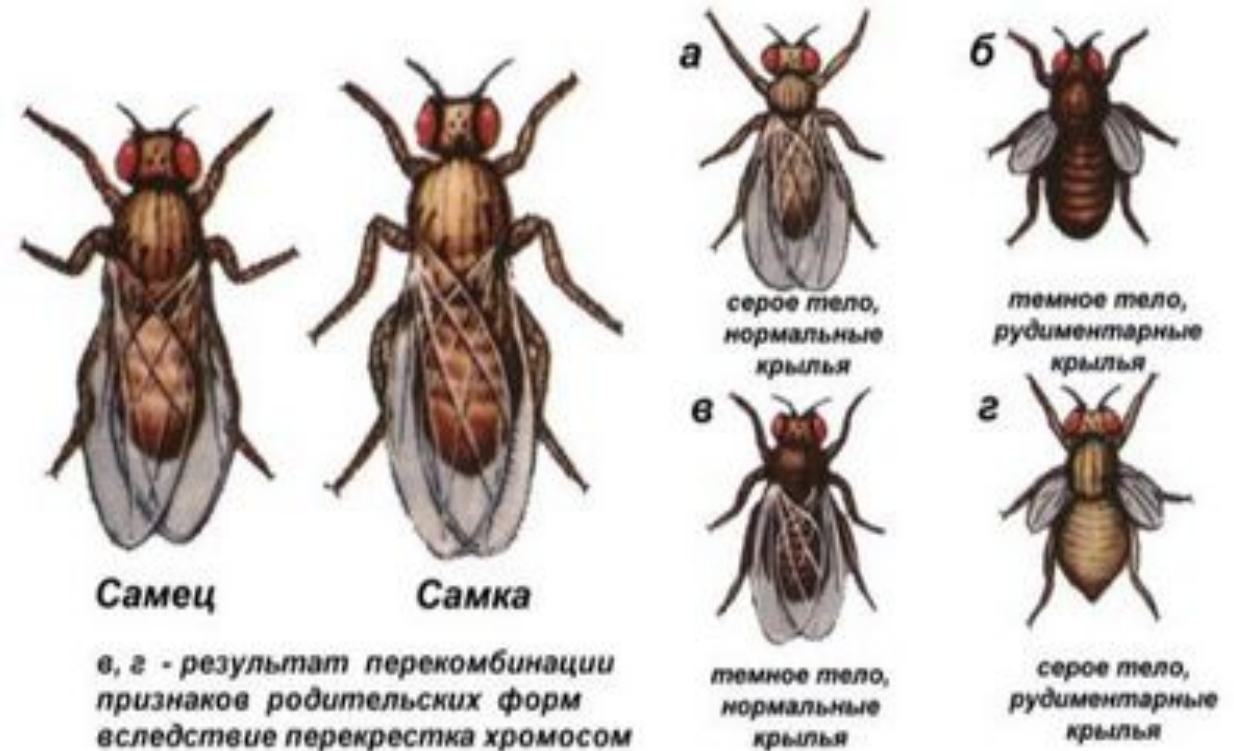 а
серое тело,
нормальные
крылья
б
темное тело,
рудиментарные
крылья
в
темное тело,
нормальные
крылья
г
серое тело,
рудиментарные
крылья
Самец
Самка
в, г - результат перекомбинации
признаков родительских форм
вследствие перекрестка хромосом